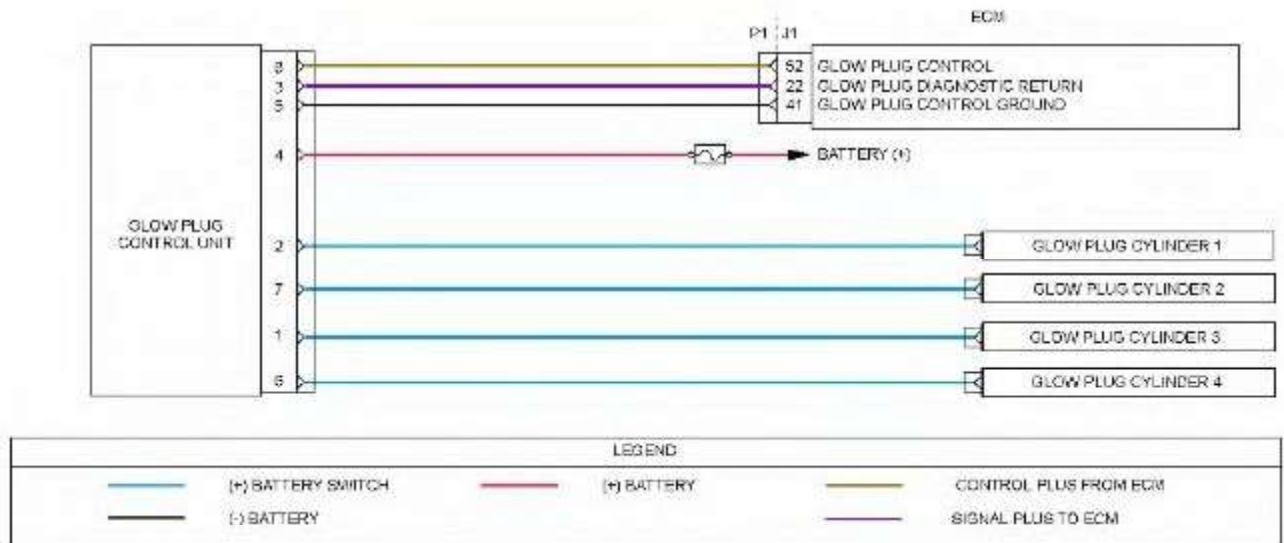 ECM
P1 J1
8 52 GLOW PLUG CONTROL
3 22 GLOW PLUG DIAGNOSTIC RETURN
5 41 GLOW PLUG CONTROL GROUND
4 BATTERY (+)
GLOW PLUG
CONTROL UNIT
2 GLOW PLUG CYLINDER 1
7 GLOW PLUG CYLINDER 2
1 GLOW PLUG CYLINDER 3
6 GLOW PLUG CYLINDER 4
LEGEND
(+) BATTERY SWITCH (+) BATTERY CONTROL PLUS FROM ECM
(-) BATTERY SIGNAL PLUS TO ECM